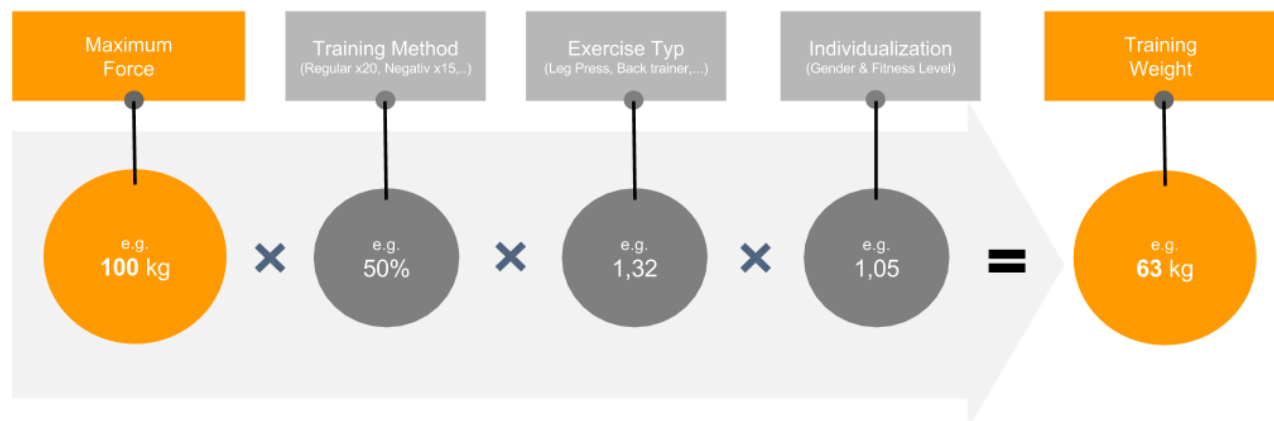 Maximum
Force
Training Method
(Regular x20, Negativ x15,..)
Exercise Typ
(Leg Press, Back trainer,...)
Individualization
(Gender & Fitness Level)
Training
Weight
e.g.
100 kg
×
e.g.
50%
×
e.g.
1,32
×
e.g.
1,05
=
e.g.
63 kg